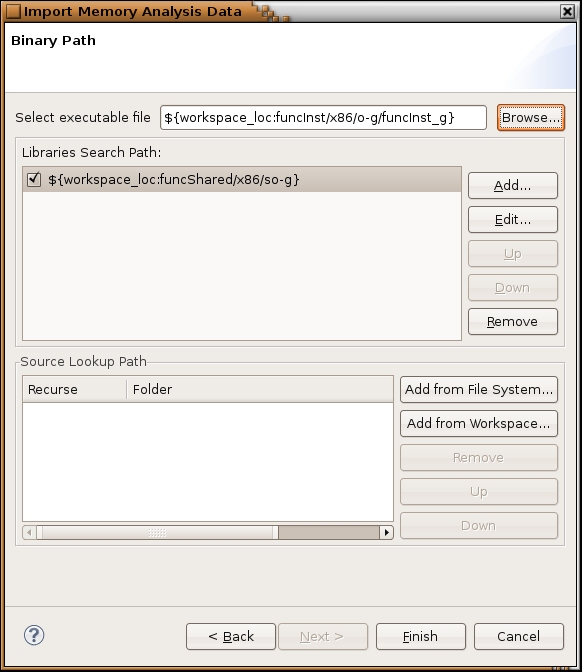 Import Memory Analysis Data
Binary Path
Select executable file ${workspace_loc:funcInst/x86/o-g/funcInst_g} Browse...
Libraries Search Path:
${workspace_loc:funcShared/x86/so-g}
Add...
Edit...
Up
Down
Remove
Source Lookup Path
Recurse Folder
Add from File System...
Add from Workspace...
Remove
Up
Down
? < Back Next > Finish Cancel